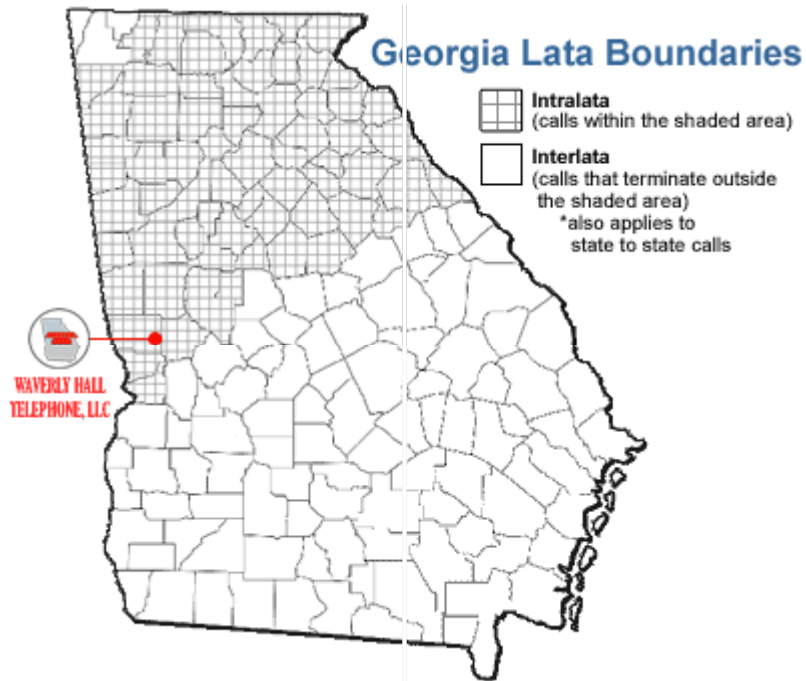 Georgia Lata Boundaries
Intralata
(calls within the shaded area)
Interlata
(calls that terminate outside
the shaded area)
*also applies to
state to state calls
WAVERLY HALL
TELEPHONE, LLC